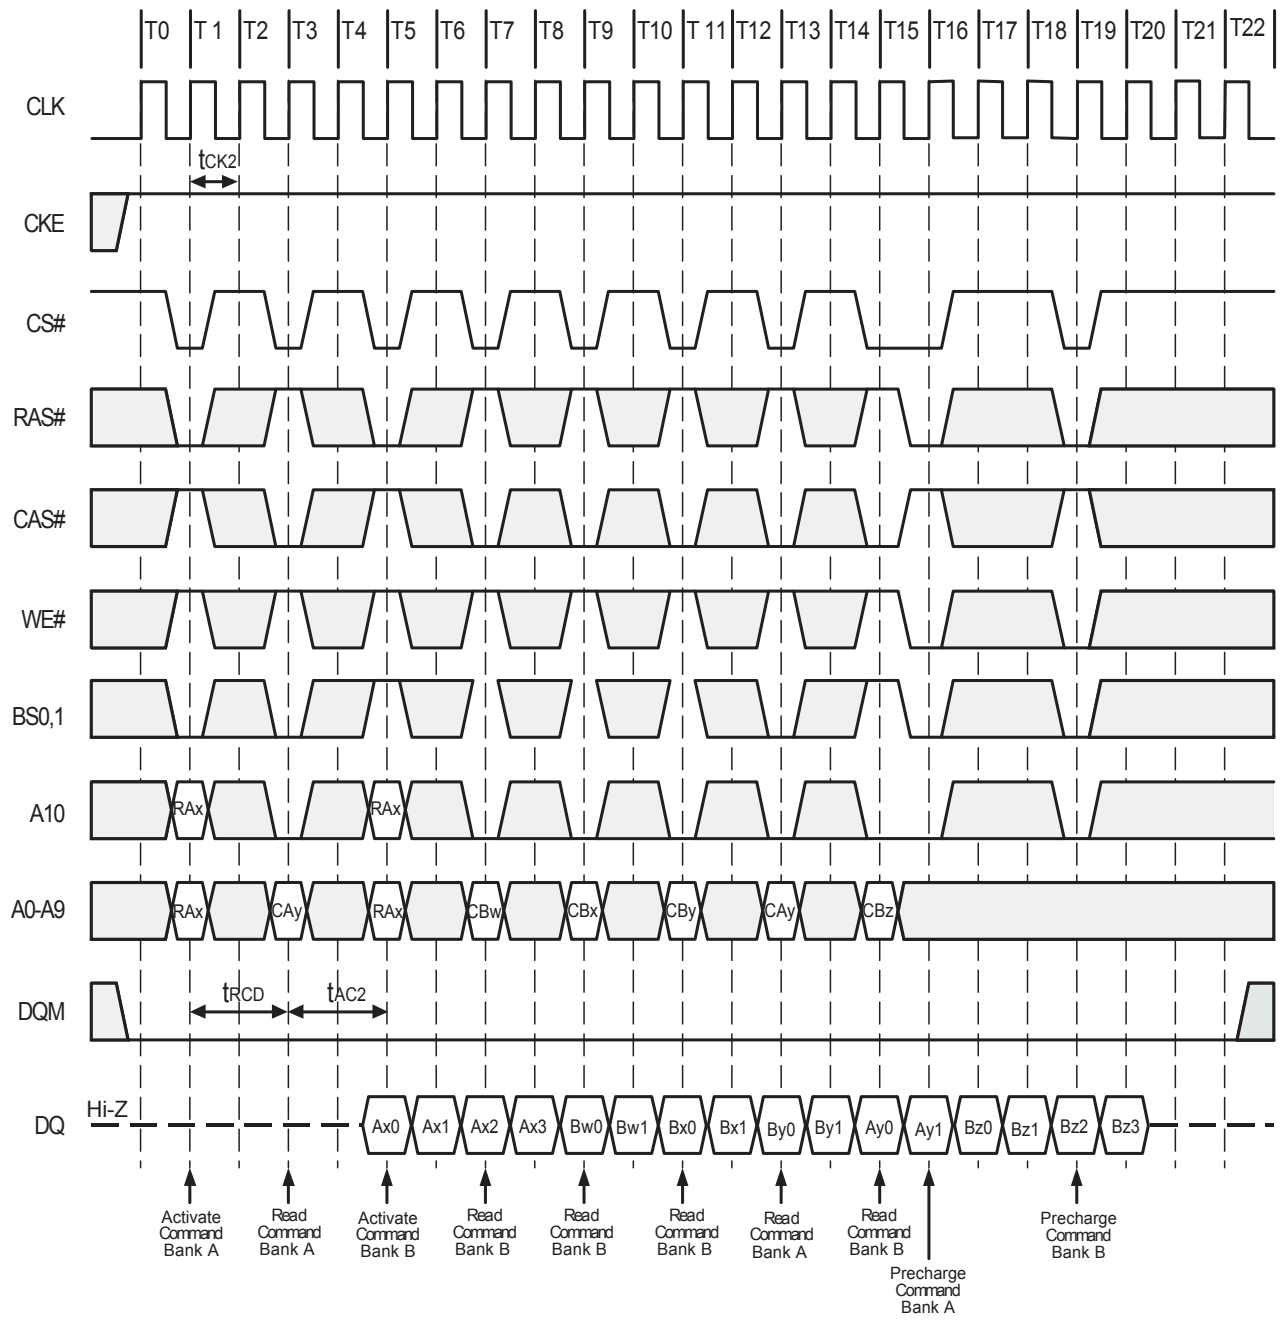 T0 T 1 T2 T3 T4 T5 T6 T7 T8 T9 T10 T 11 T12 T13 T14 T15 T16 T17 T18 T19 T20 T21 T22
CLK
tCK2
CKE
CS#
RAS#
CAS#
WE#
BS0,1
A10 RAx RAx
A0-A9 RAx CAy RAx CBw CBx CBy CAy CBz
DQM tRCD tAC2
DQ Hi-Z Ax0 Ax1 Ax2 Ax3 Bw0 Bw1 Bx0 Bx1 By0 By1 Ay0 Ay1 Bz0 Bz1 Bz2 Bz3
Activate
Command
Bank A
Read
Command
Bank A
Activate
Command
Bank B
Read
Command
Bank B
Read
Command
Bank B
Read
Command
Bank B
Read
Command
Bank A
Read
Command
Bank B
Precharge
Command
Bank A
Precharge
Command
Bank B